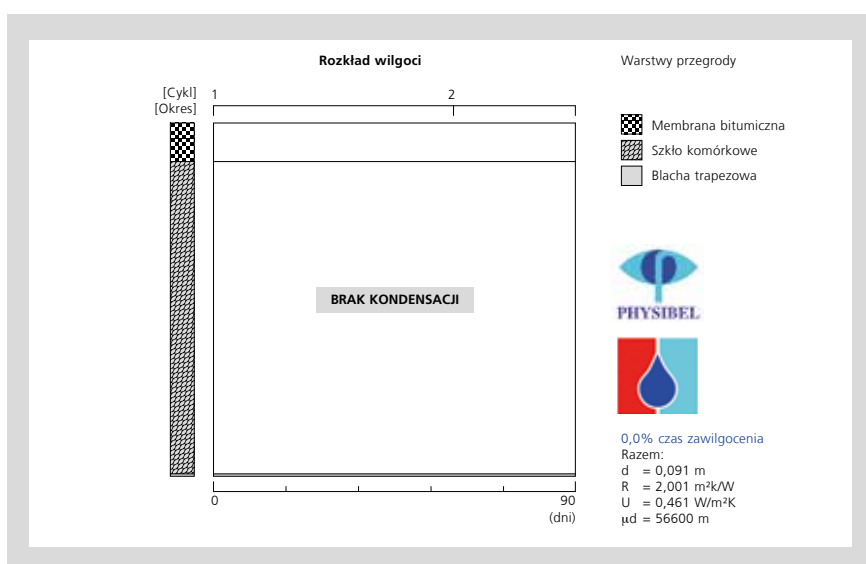 Rozkład wilgoci
Warstwy przegrody
[Cykl] 1 2
[Okres]
Membrana bitumiczna
Szkło komórkowe
Blacha trapezowa
BRAK KONDENSACJI
PHYSIBEL
0,0% czas zawilgocenia
Razem:
d = 0,091 m
R = 2,001 m²k/W
U = 0,461 W/m²K
μd = 56600 m
0 90
(dni)